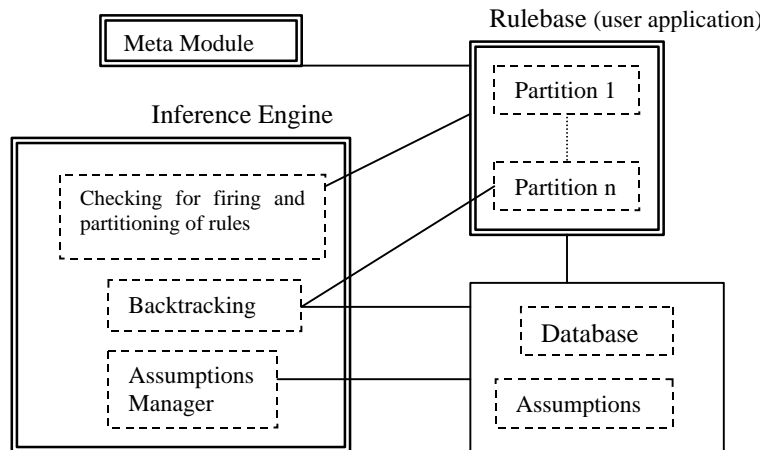 Rulebase (user application)
Meta Module
Partition 1
Inference Engine
Partition n
Checking for firing and
partitioning of rules
Backtracking
Database
Assumptions
Manager
Assumptions